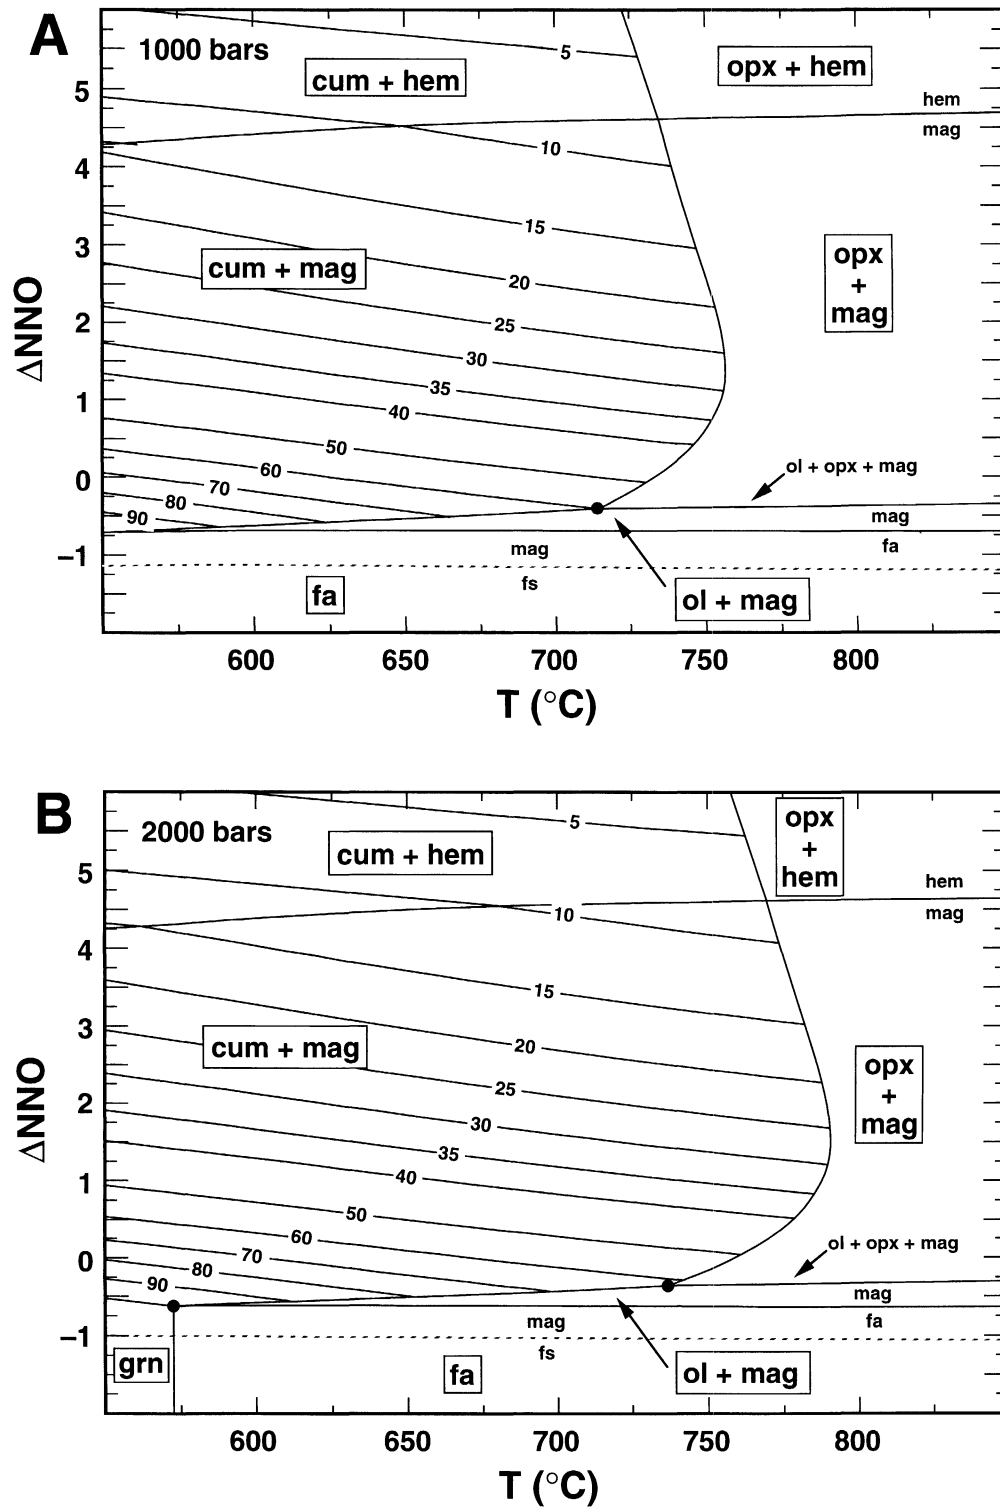 A
1000 bars
cum + hem
opx + hem
5
hem
mag
10
15
20
25
30
35
40
50
60
70
80
90
cum + mag
opx
+
mag
ol + opx + mag
mag
fa
mag
fs
fa
ol + mag
5
4
3
2
1
0
–1
ΔNNO
600 650 700 750 800
T (°C)
B
2000 bars
cum + hem
opx
+
hem
5
hem
mag
10
15
20
25
30
35
40
50
60
70
80
90
cum + mag
opx
+
mag
ol + opx + mag
mag
fa
mag
fs
grn
fa
ol + mag
5
4
3
2
1
0
–1
ΔNNO
600 650 700 750 800
T (°C)